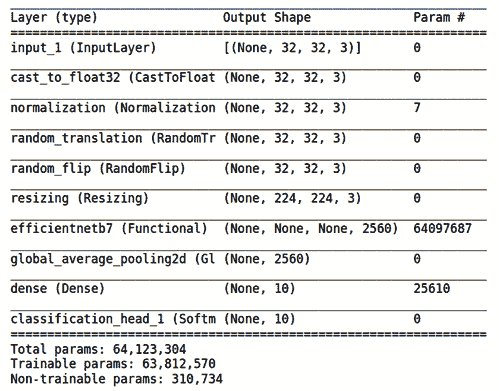 Layer (type) Output Shape Param #
input_1 (InputLayer) [(None, 32, 32, 3)] 0
cast_to_float32 (CastToFloat (None, 32, 32, 3) 0
normalization (Normalization (None, 32, 32, 3) 7
random_translation (RandomTr (None, 32, 32, 3) 0
random_flip (RandomFlip) (None, 32, 32, 3) 0
resizing (Resizing) (None, 224, 224, 3) 0
efficientnetb7 (Functional) (None, None, None, 2560) 64097687
global_average_pooling2d (Gl (None, 2560) 0
dense (Dense) (None, 10) 25610
classification_head_1 (Softm (None, 10) 0
Total params: 64,123,304
Trainable params: 63,812,570
Non-trainable params: 310,734